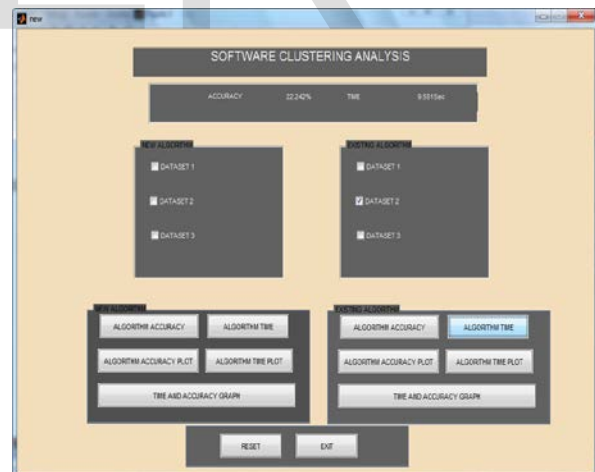 new
SOFTWARE CLUSTERING ANALYSIS
ACCURACY 22.242% TIME
NEW ALGORITHM
DATASET 1
DATASET 2
DATASET 3
EXISTING ALGORITHM
DATASET 1
DATASET 2
DATASET 3
NEW ALGORITHM
ALGORITHM ACCURACY ALGORITHM TIME
ALGORITHM ACCURACY PLOT ALGORITHM TIME PLOT
TIME AND ACCURACY GRAPH
EXISTING ALGORITHM
ALGORITHM ACCURACY ALGORITHM TIME
ALGORITHM ACCURACY PLOT ALGORITHM TIME PLOT
TIME AND ACCURACY GRAPH
RESET EXIT